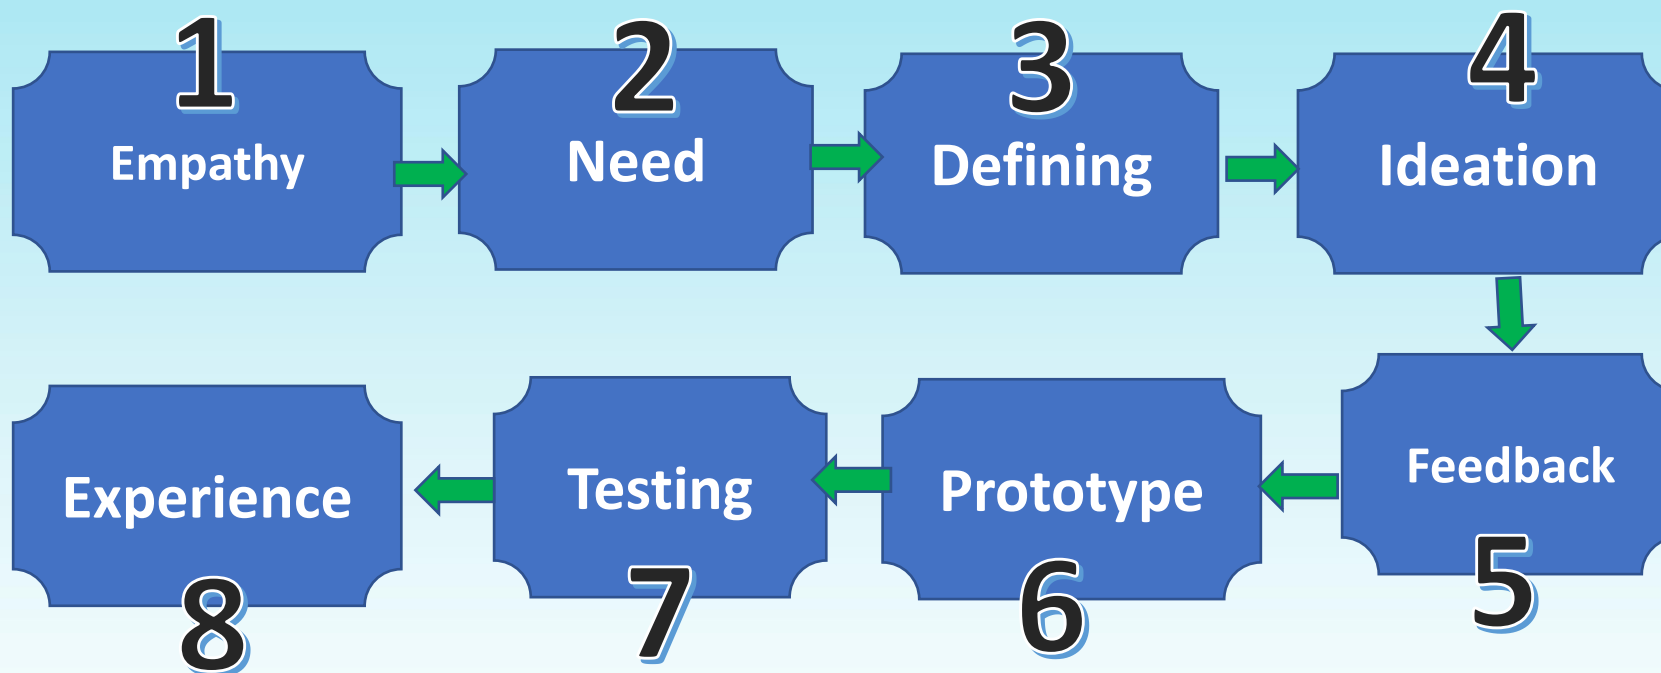 1
Empathy
2
Need
3
Defining
4
Ideation
Feedback
5
Prototype
6
Testing
7
Experience
8